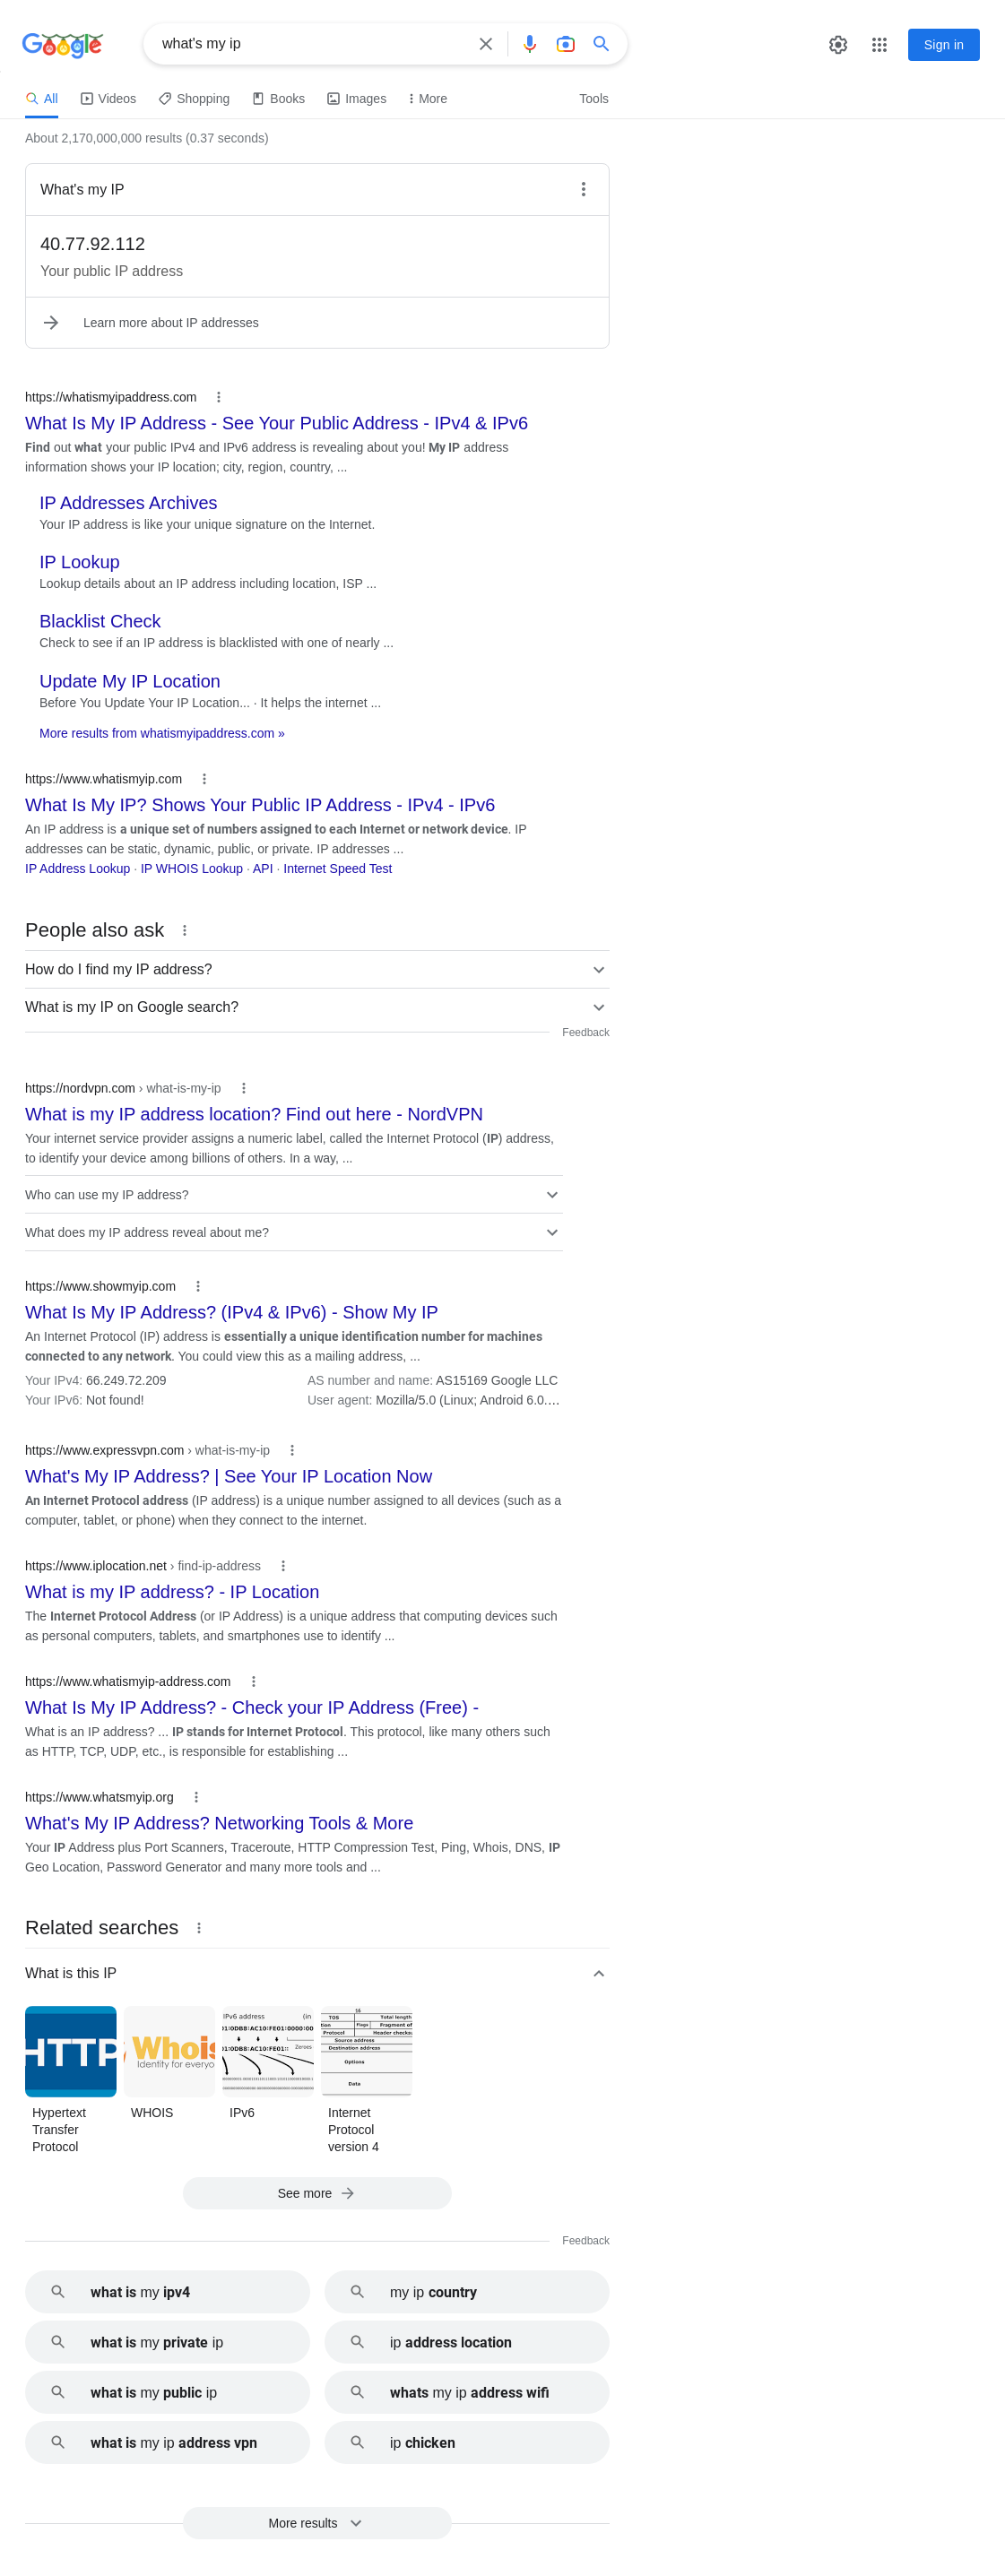 Google
what's my ip
Sign in
All
Videos
Shopping
Books
Images
More
Tools
About 2,170,000,000 results (0.37 seconds)
What's my IP
40.77.92.112
Your public IP address
Learn more about IP addresses
https://whatismyipaddress.com
What Is My IP Address - See Your Public Address - IPv4 & IPv6
Find out what your public IPv4 and IPv6 address is revealing about you! My IP address
information shows your IP location; city, region, country, ...
IP Addresses Archives
Your IP address is like your unique signature on the Internet.
IP Lookup
Lookup details about an IP address including location, ISP ...
Blacklist Check
Check to see if an IP address is blacklisted with one of nearly ...
Update My IP Location
Before You Update Your IP Location... · It helps the internet ...
More results from whatismyipaddress.com »
https://www.whatismyip.com
What Is My IP? Shows Your Public IP Address - IPv4 - IPv6
An IP address is a unique set of numbers assigned to each Internet or network device. IP
addresses can be static, dynamic, public, or private. IP addresses ...
IP Address Lookup · IP WHOIS Lookup · API · Internet Speed Test
People also ask
How do I find my IP address?
What is my IP on Google search?
Feedback
https://nordvpn.com › what-is-my-ip
What is my IP address location? Find out here - NordVPN
Your internet service provider assigns a numeric label, called the Internet Protocol (IP) address,
to identify your device among billions of others. In a way, ...
Who can use my IP address?
What does my IP address reveal about me?
https://www.showmyip.com
What Is My IP Address? (IPv4 & IPv6) - Show My IP
An Internet Protocol (IP) address is essentially a unique identification number for machines
connected to any network. You could view this as a mailing address, ...
Your IPv4: 66.249.72.209
AS number and name: AS15169 Google LLC
Your IPv6: Not found!
User agent: Mozilla/5.0 (Linux; Android 6.0....
https://www.expressvpn.com › what-is-my-ip
What's My IP Address? | See Your IP Location Now
An Internet Protocol address (IP address) is a unique number assigned to all devices (such as a
computer, tablet, or phone) when they connect to the internet.
https://www.iplocation.net › find-ip-address
What is my IP address? - IP Location
The Internet Protocol Address (or IP Address) is a unique address that computing devices such
as personal computers, tablets, and smartphones use to identify ...
https://www.whatismyip-address.com
What Is My IP Address? - Check your IP Address (Free) -
What is an IP address? ... IP stands for Internet Protocol. This protocol, like many others such
as HTTP, TCP, UDP, etc., is responsible for establishing ...
https://www.whatsmyip.org
What's My IP Address? Networking Tools & More
Your IP Address plus Port Scanners, Traceroute, HTTP Compression Test, Ping, Whois, DNS, IP
Geo Location, Password Generator and many more tools and ...
Related searches
What is this IP
HTTP
Whois
Identity for everyo
IPv6 address (in
Zeroes
16
TOS Total length
Flags Fragment of
Protocol Header checks
Source address
Destination address
Options
Data
Hypertext
Transfer
Protocol
WHOIS
IPv6
Internet
Protocol
version 4
See more
Feedback
what is my ipv4
my ip country
what is my private ip
ip address location
what is my public ip
whats my ip address wifi
what is my ip address vpn
ip chicken
More results